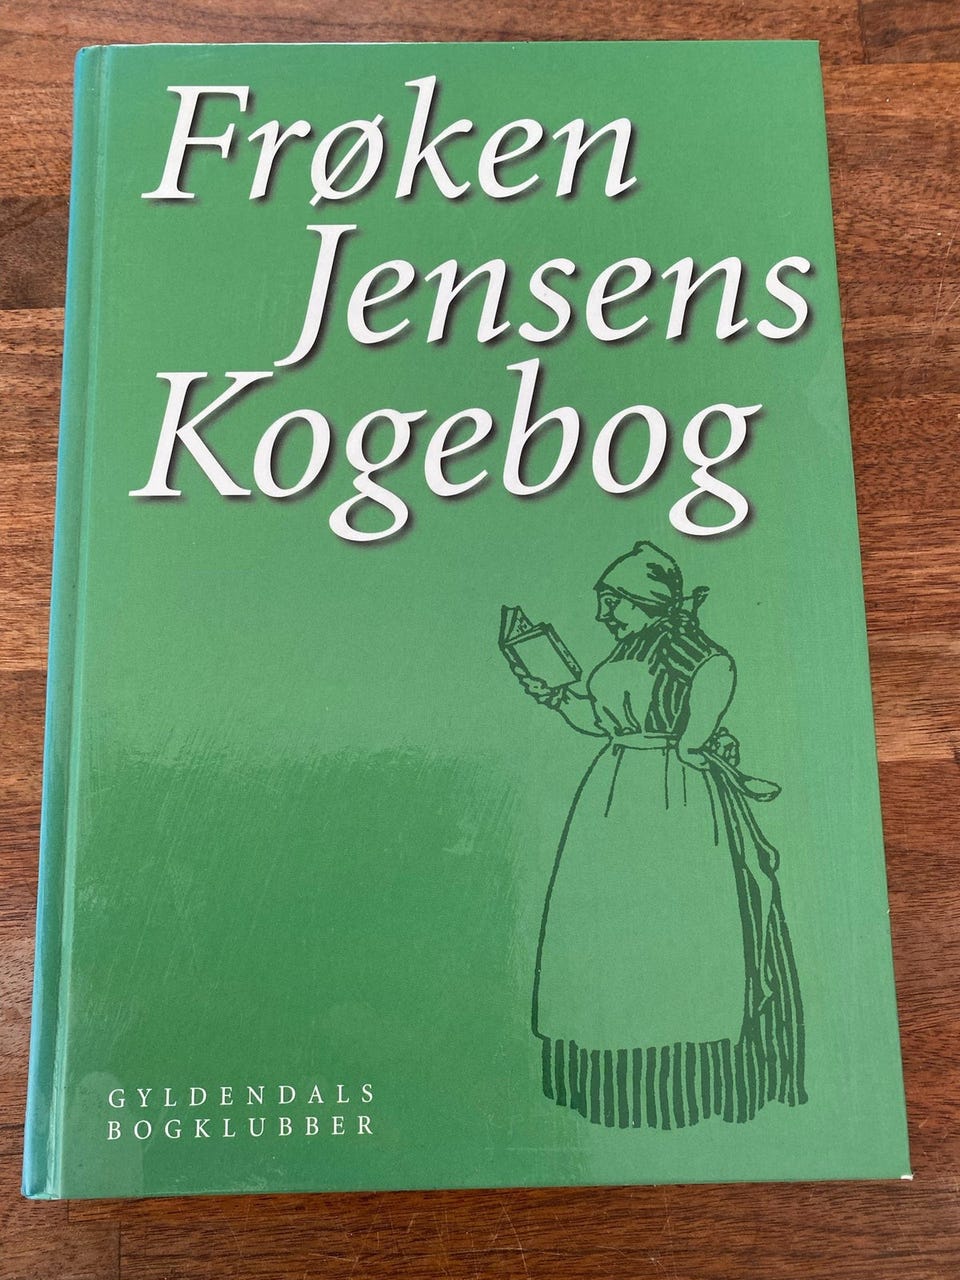 Frøken
Jensens
Kogebog
GYLDENDALS
BOGKLUBBER